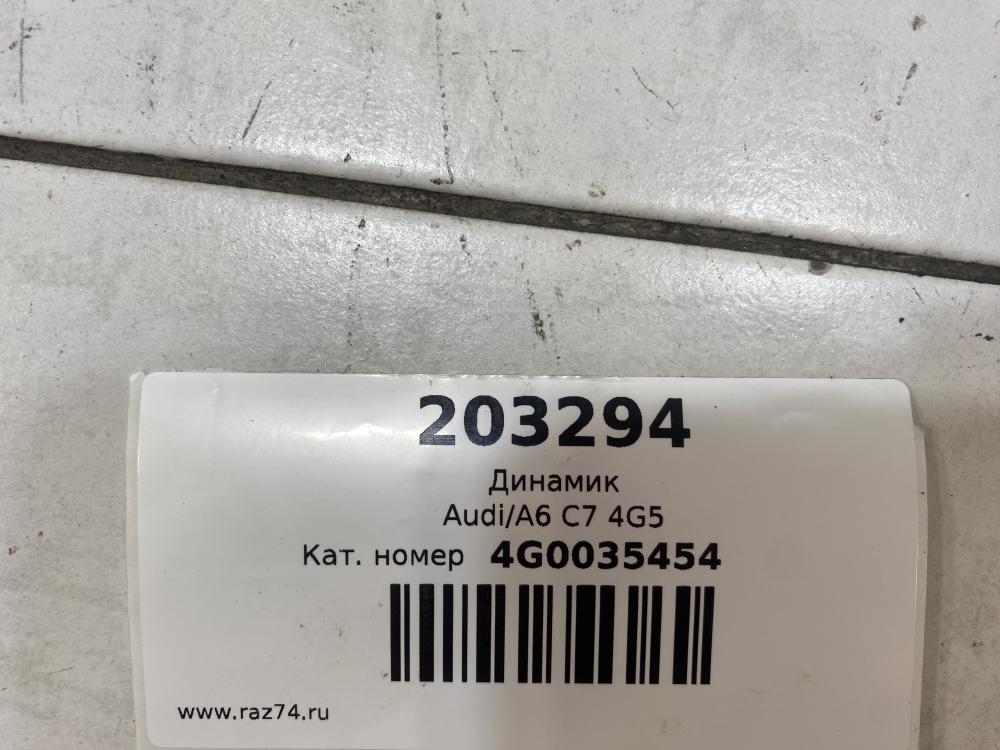 203294
Динамик
Audi/A6 C7 4G5
Кат. номер 4G0035454
www.raz74.ru